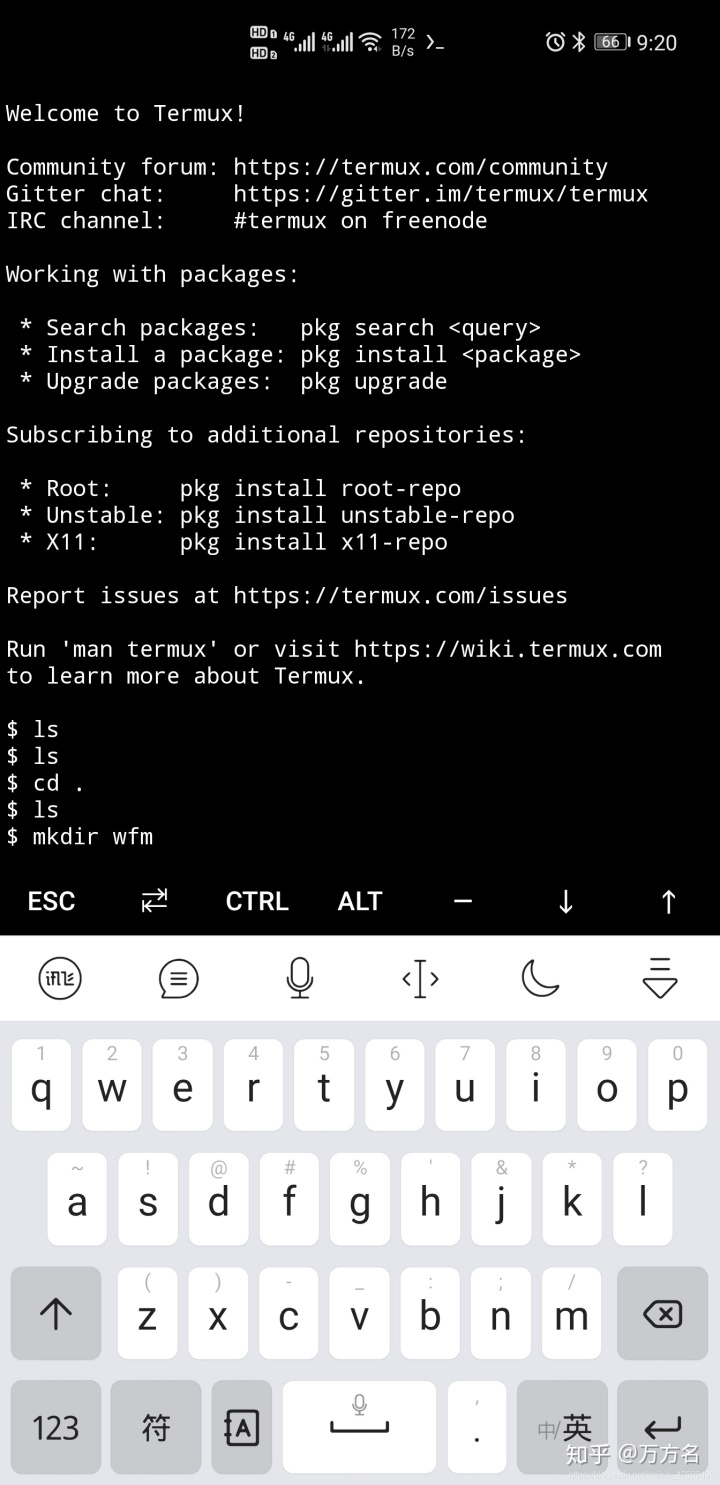 HD 1 4G 4G 172 B/s >_ 66 9:20
HD 2
Welcome to Termux!
Community forum: https://termux.com/community
Gitter chat:     https://gitter.im/termux/termux
IRC channel:     #termux on freenode
Working with packages:
 * Search packages:   pkg search <query>
 * Install a package: pkg install <package>
 * Upgrade packages:  pkg upgrade
Subscribing to additional repositories:
 * Root:     pkg install root-repo
 * Unstable: pkg install unstable-repo
 * X11:      pkg install x11-repo
Report issues at https://termux.com/issues
Run 'man termux' or visit https://wiki.termux.com
to learn more about Termux.
$ ls
$ ls
$ cd .
$ ls
$ mkdir wfm
ESC ⇄ CTRL ALT — ↓ ↑
1 2 3 4 5 6 7 8 9 0
q w e r t y u i o p
~ ! @ # % ' & * ?
a s d f g h j k l
( ) - _ : ; /
z x c v b n m
123 符 A . 中/英
知乎 @万方名